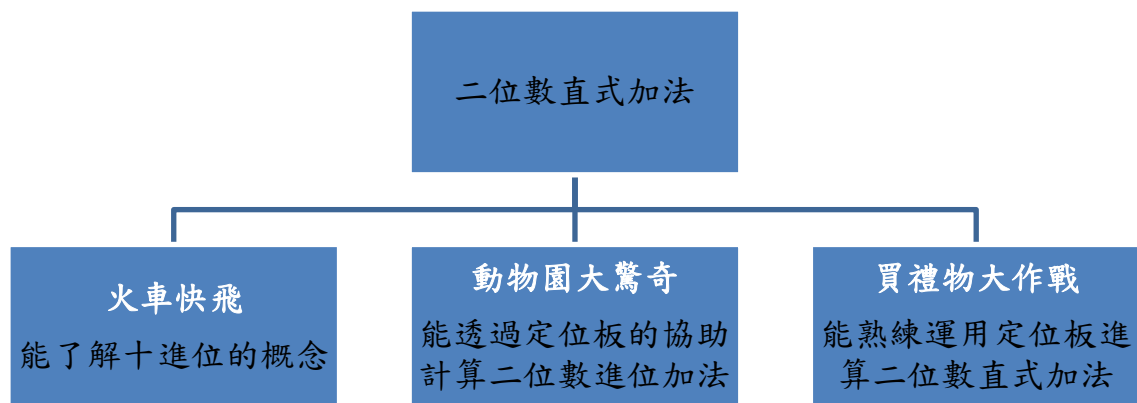 二位數直式加法
火車快飛
能了解十進位的概念
動物園大驚奇
能透過定位板的協助
計算二位數進位加法
買禮物大作戰
能熟練運用定位板進
算二位數直式加法